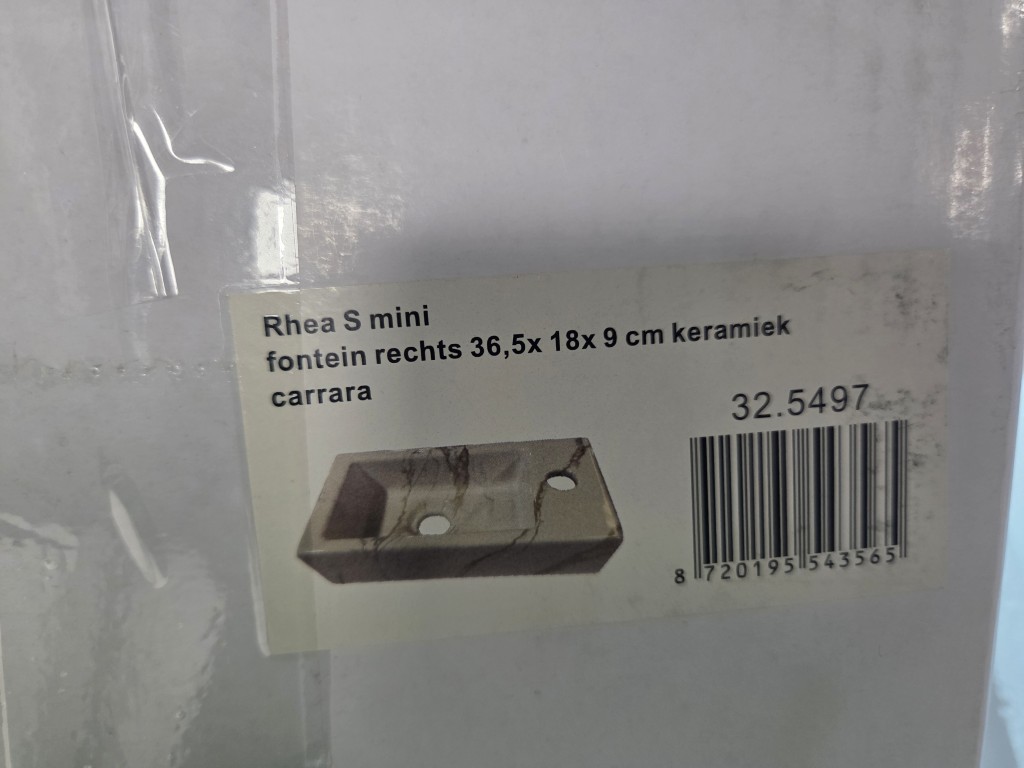 Rhea S mini
fontein rechts 36,5x 18x 9 cm keramiek
carrara
32.5497
8 720195 543565